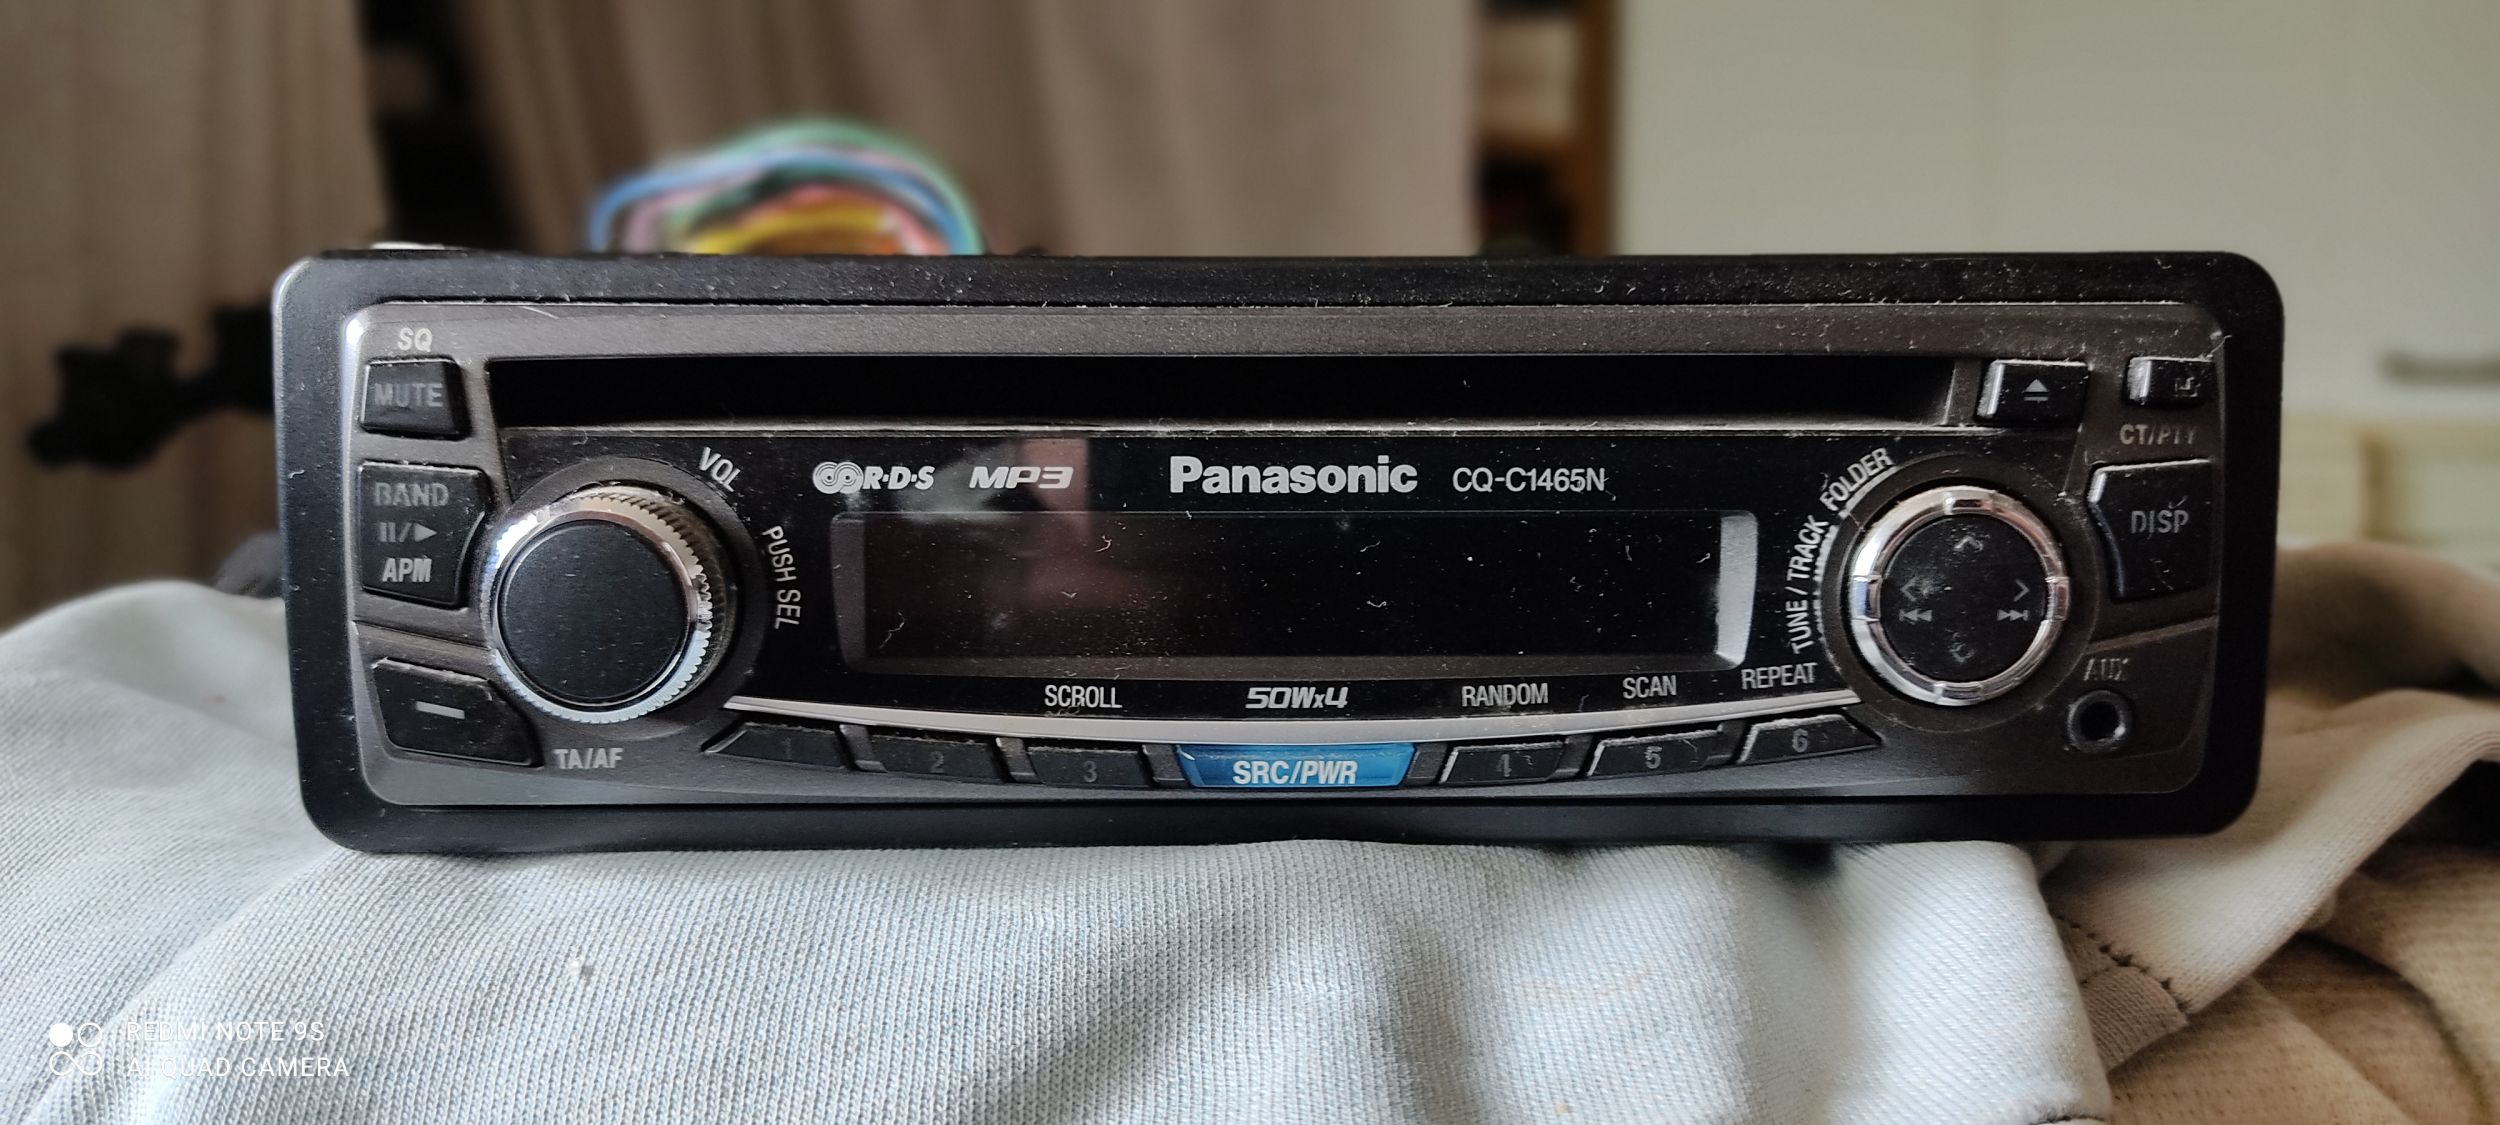 SQ
MUTE
BAND
II/▶
APM
TA/AF
VOL
PUSH SEL
R·D·S MP3 Panasonic CQ-C1465N
SCROLL 50Wx4 RANDOM SCAN REPEAT
1 2 3 SRC/PWR 4 5 6
TUNE / TRACK FOLDER
CT/PTY
DISP
AUX
REDMI NOTE 9S
AI QUAD CAMERA